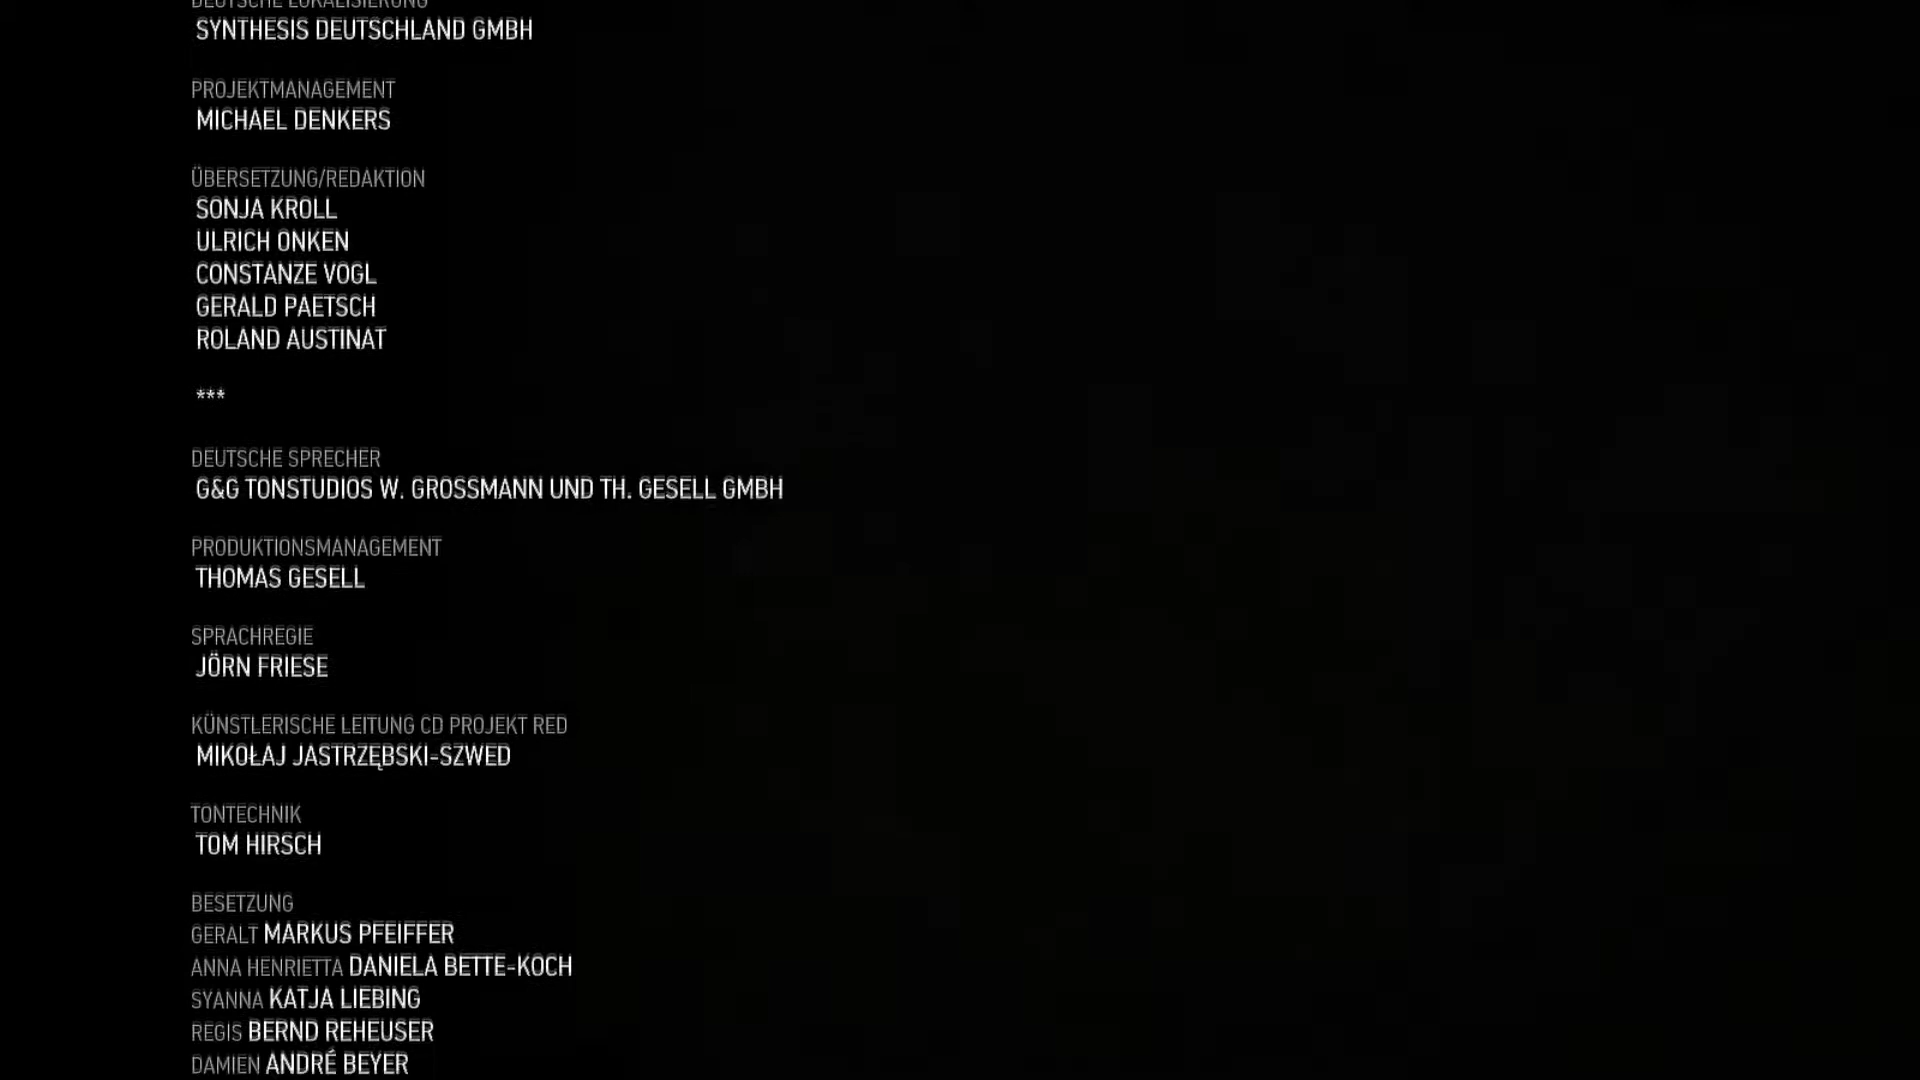 DEUTSCHE LOKALISIERUNG
SYNTHESIS DEUTSCHLAND GMBH
PROJEKTMANAGEMENT
MICHAEL DENKERS
ÜBERSETZUNG/REDAKTION
SONJA KROLL
ULRICH ONKEN
CONSTANZE VOGL
GERALD PAETSCH
ROLAND AUSTINAT
***
DEUTSCHE SPRECHER
G&G TONSTUDIOS W. GROSSMANN UND TH. GESELL GMBH
PRODUKTIONSMANAGEMENT
THOMAS GESELL
SPRACHREGIE
JÖRN FRIESE
KÜNSTLERISCHE LEITUNG CD PROJEKT RED
MIKOŁAJ JASTRZĘBSKI-SZWED
TONTECHNIK
TOM HIRSCH
BESETZUNG
GERALT MARKUS PFEIFFER
ANNA HENRIETTA DANIELA BETTE-KOCH
SYANNA KATJA LIEBING
REGIS BERND REHEUSER
DAMIEN ANDRÉ BEYER